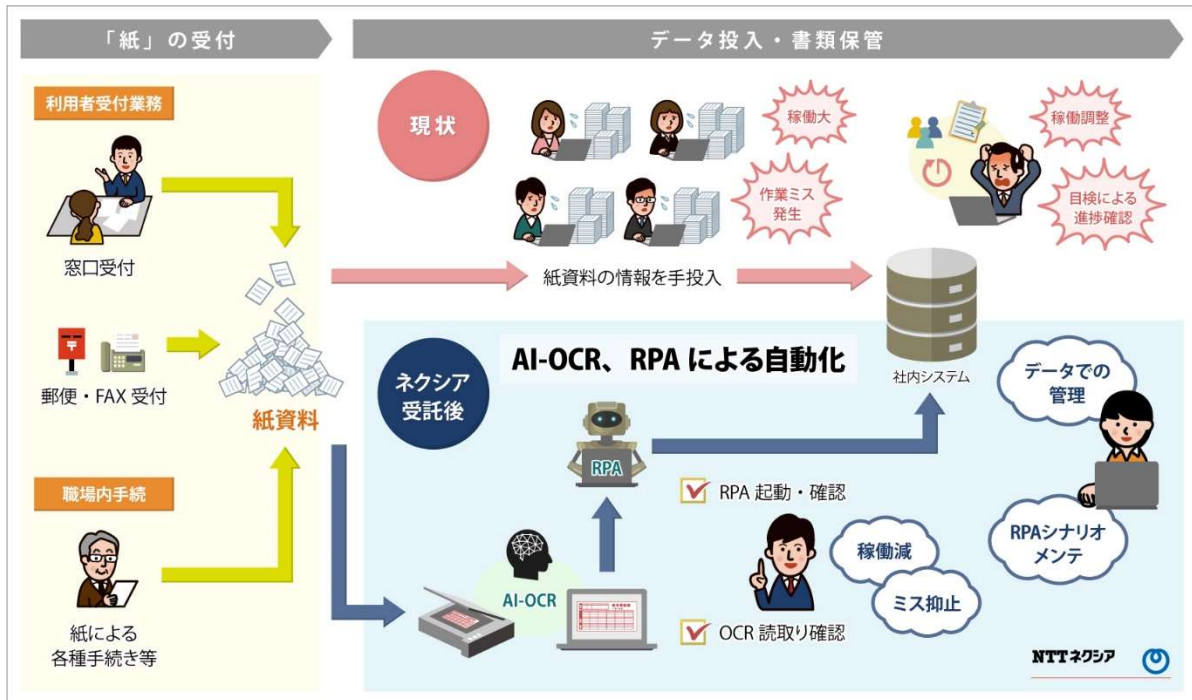 「紙」の受付
データ投入・書類保管
利用者受付業務
窓口受付
郵便・FAX 受付
紙資料
職場内手続
紙による
各種手続き等
現状
稼働大
作業ミス
発生
稼働調整
目検による
進捗確認
紙資料の情報を手投入
社内システム
ネクシア
受託後
AI-OCR、RPA による自動化
データでの
管理
RPA
RPA 起動・確認
RPAシナリオ
メンテ
稼働減
ミス抑止
AI-OCR
OCR 読取り確認
NTTネクシア